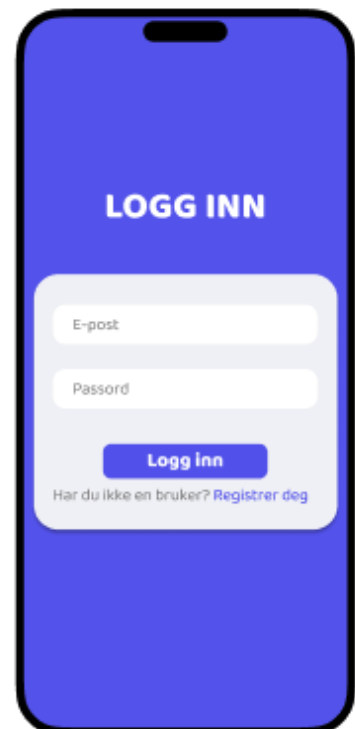 LOGG INN
E-post
Passord
Logg inn
Har du ikke en bruker? Registrer deg